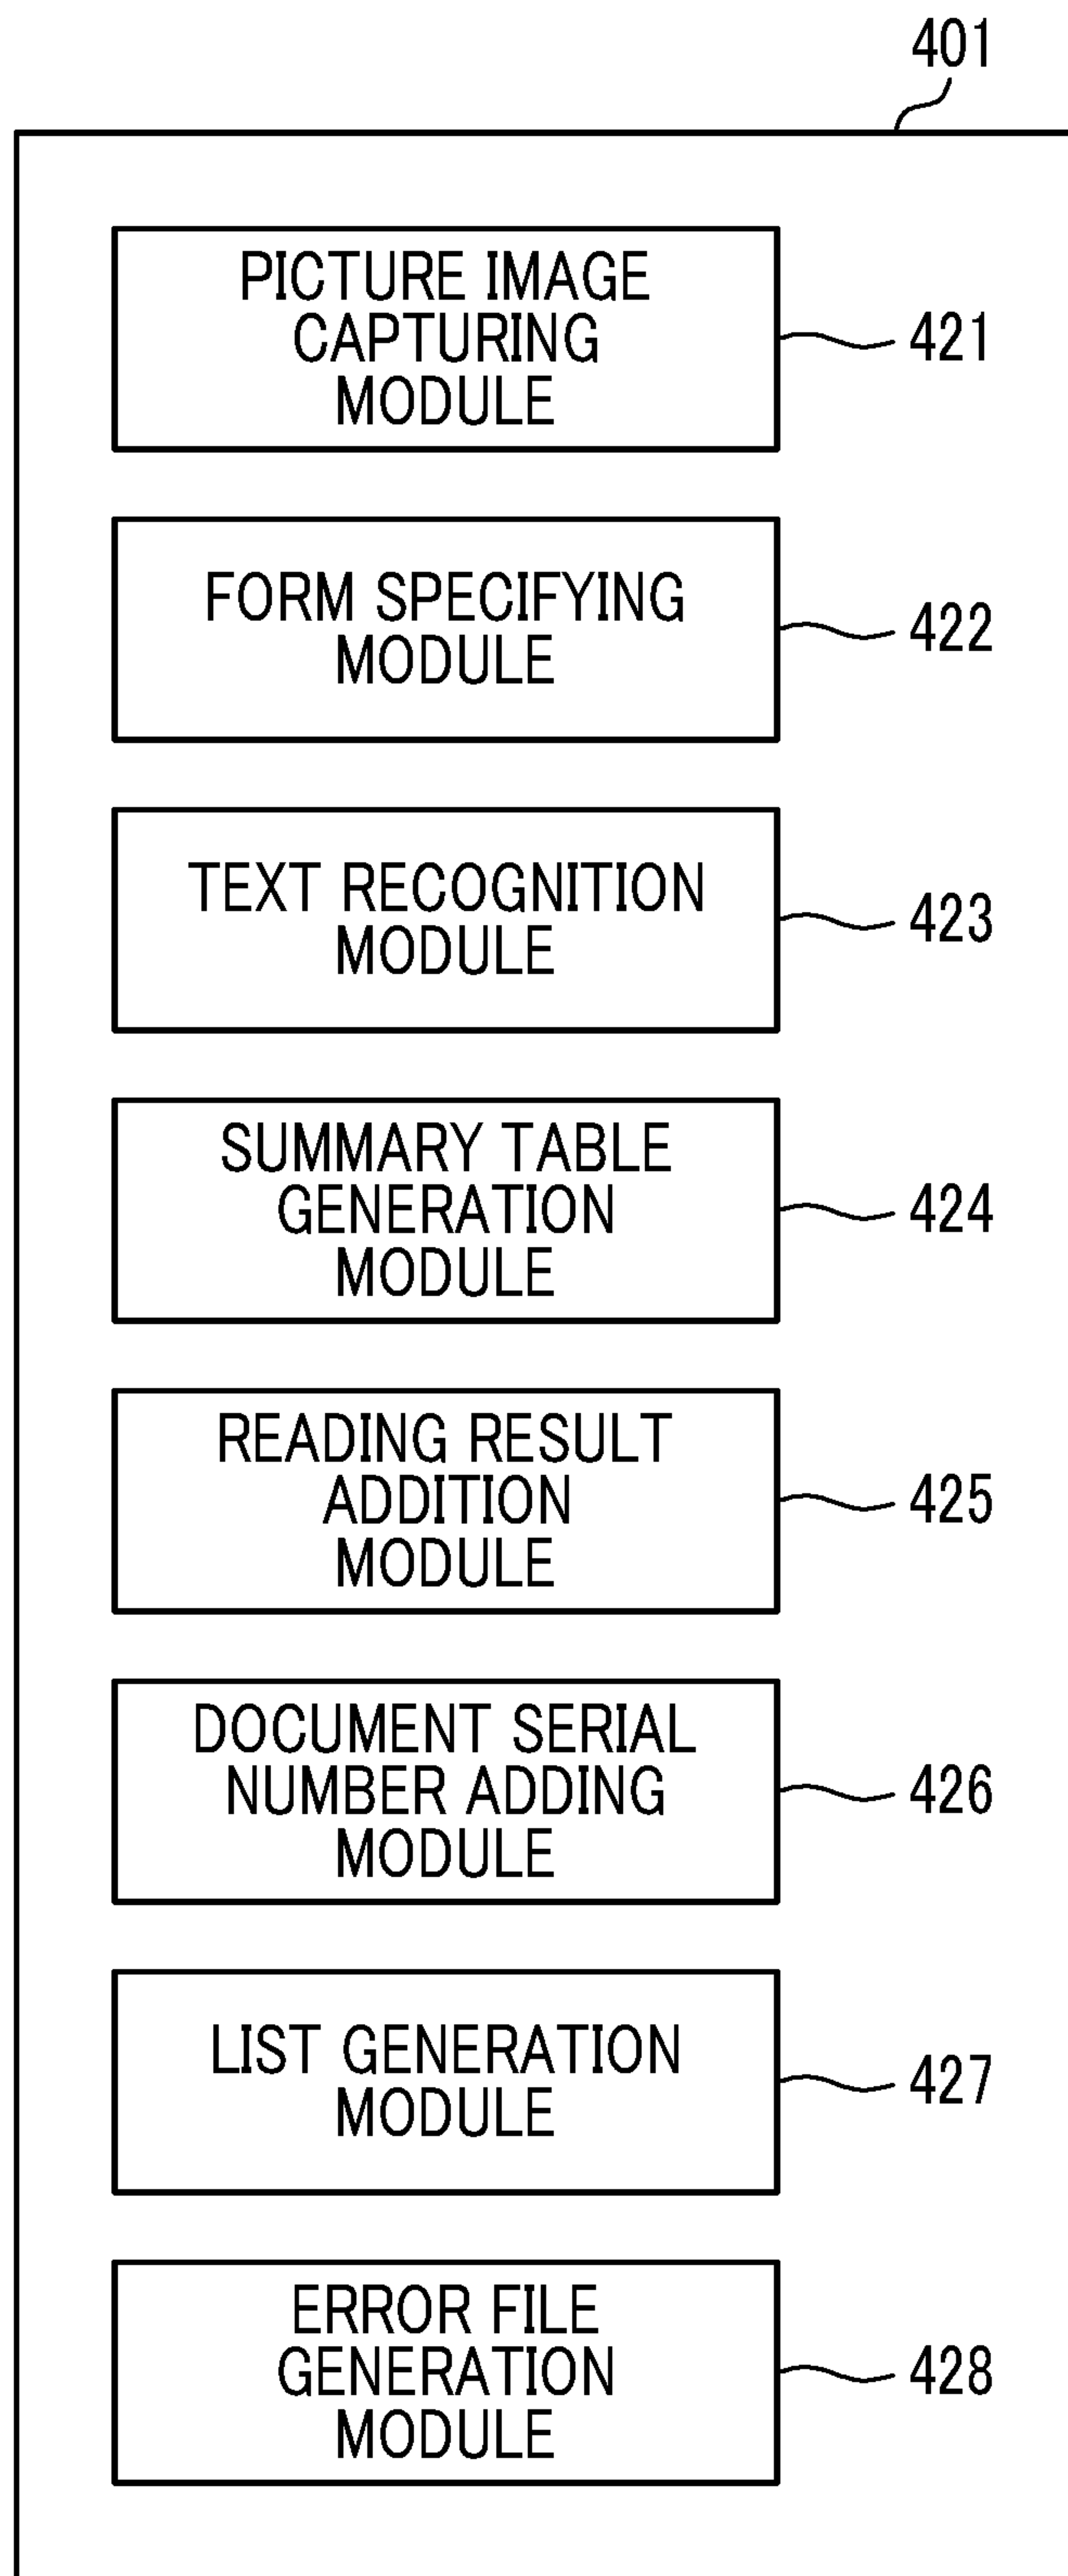 401
PICTURE IMAGE
CAPTURING
MODULE
421
FORM SPECIFYING
MODULE
422
TEXT RECOGNITION
MODULE
423
SUMMARY TABLE
GENERATION
MODULE
424
READING RESULT
ADDITION
MODULE
425
DOCUMENT SERIAL
NUMBER ADDING
MODULE
426
LIST GENERATION
MODULE
427
ERROR FILE
GENERATION
MODULE
428